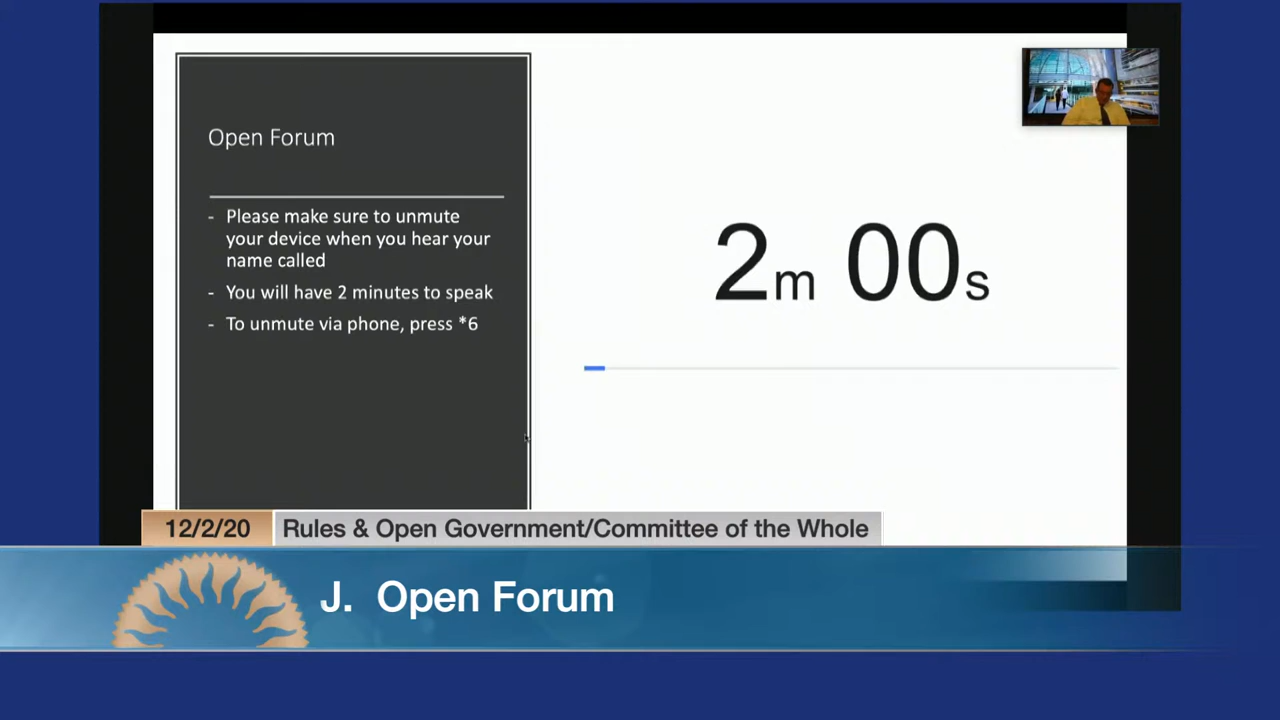 Open Forum
- Please make sure to unmute
your device when you hear your
name called
- You will have 2 minutes to speak
- To unmute via phone, press *6
2m 00s
12/2/20
Rules & Open Government/Committee of the Whole
J. Open Forum